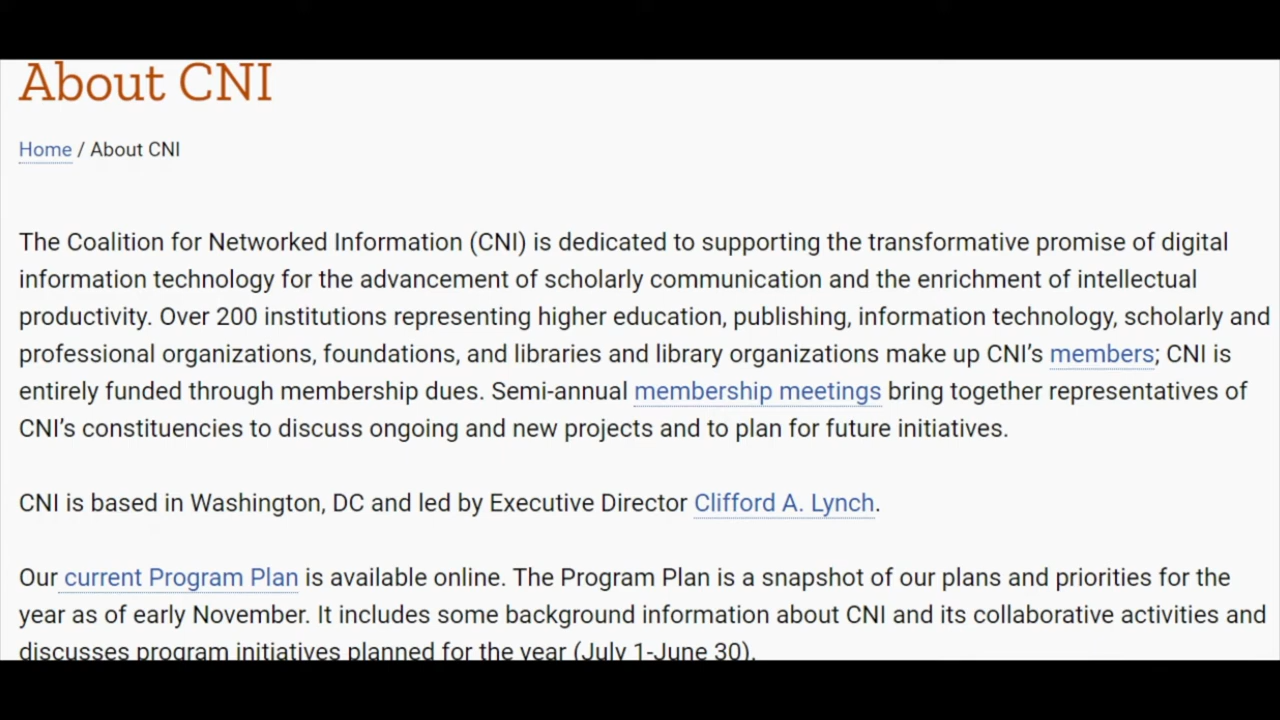 About CNI
Home / About CNI
The Coalition for Networked Information (CNI) is dedicated to supporting the transformative promise of digital
information technology for the advancement of scholarly communication and the enrichment of intellectual
productivity. Over 200 institutions representing higher education, publishing, information technology, scholarly and
professional organizations, foundations, and libraries and library organizations make up CNI’s members; CNI is
entirely funded through membership dues. Semi-annual membership meetings bring together representatives of
CNI’s constituencies to discuss ongoing and new projects and to plan for future initiatives.
CNI is based in Washington, DC and led by Executive Director Clifford A. Lynch.
Our current Program Plan is available online. The Program Plan is a snapshot of our plans and priorities for the
year as of early November. It includes some background information about CNI and its collaborative activities and
discusses program initiatives planned for the year (July 1-June 30).